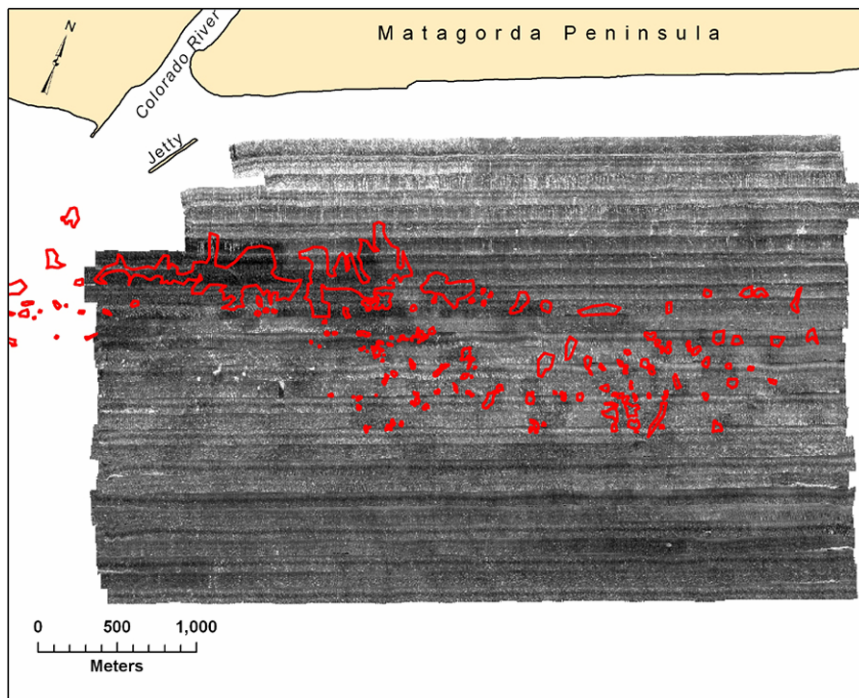 Matagorda Peninsula
N
Colorado River
Jetty
0 500 1,000
Meters